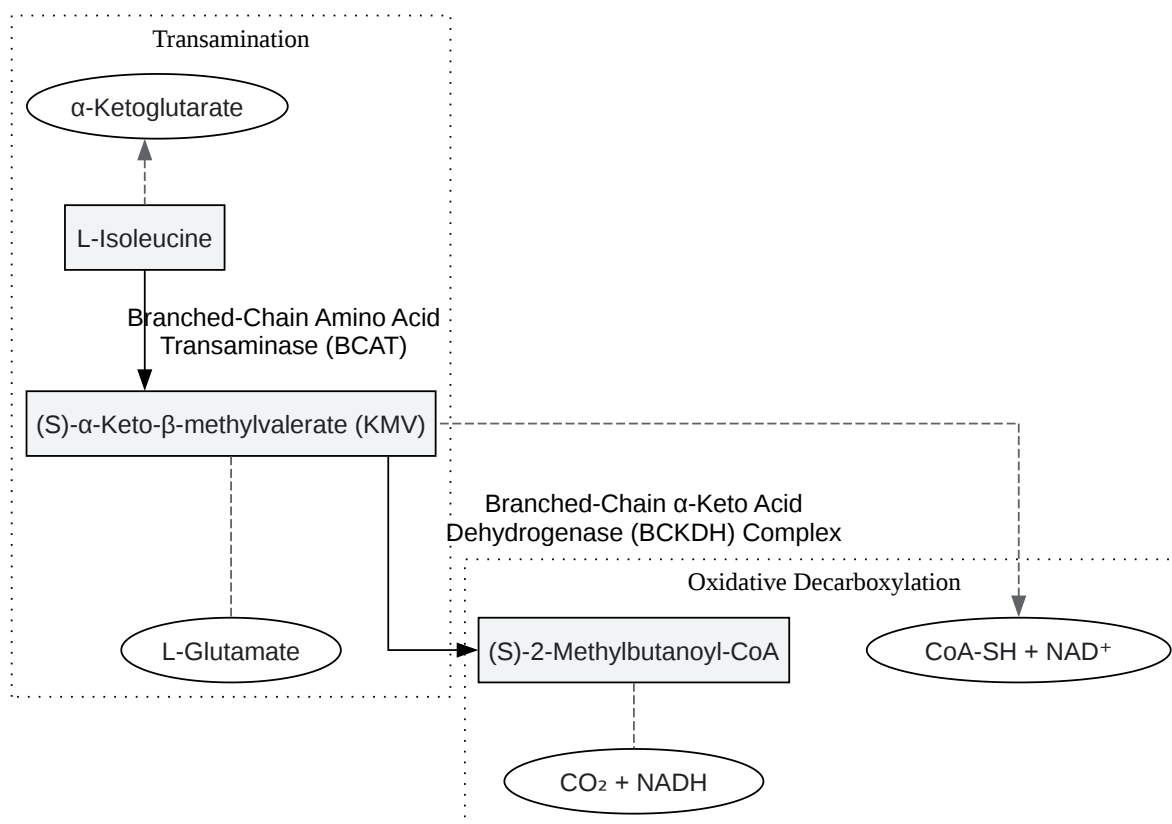 Transamination
α-Ketoglutarate
L-Isoleucine
Branched-Chain Amino Acid
Transaminase (BCAT)
(S)-α-Keto-β-methylvalerate (KMV)
Branched-Chain α-Keto Acid
Dehydrogenase (BCKDH) Complex
Oxidative Decarboxylation
L-Glutamate
(S)-2-Methylbutanoyl-CoA
CoA-SH + NAD⁺
CO₂ + NADH